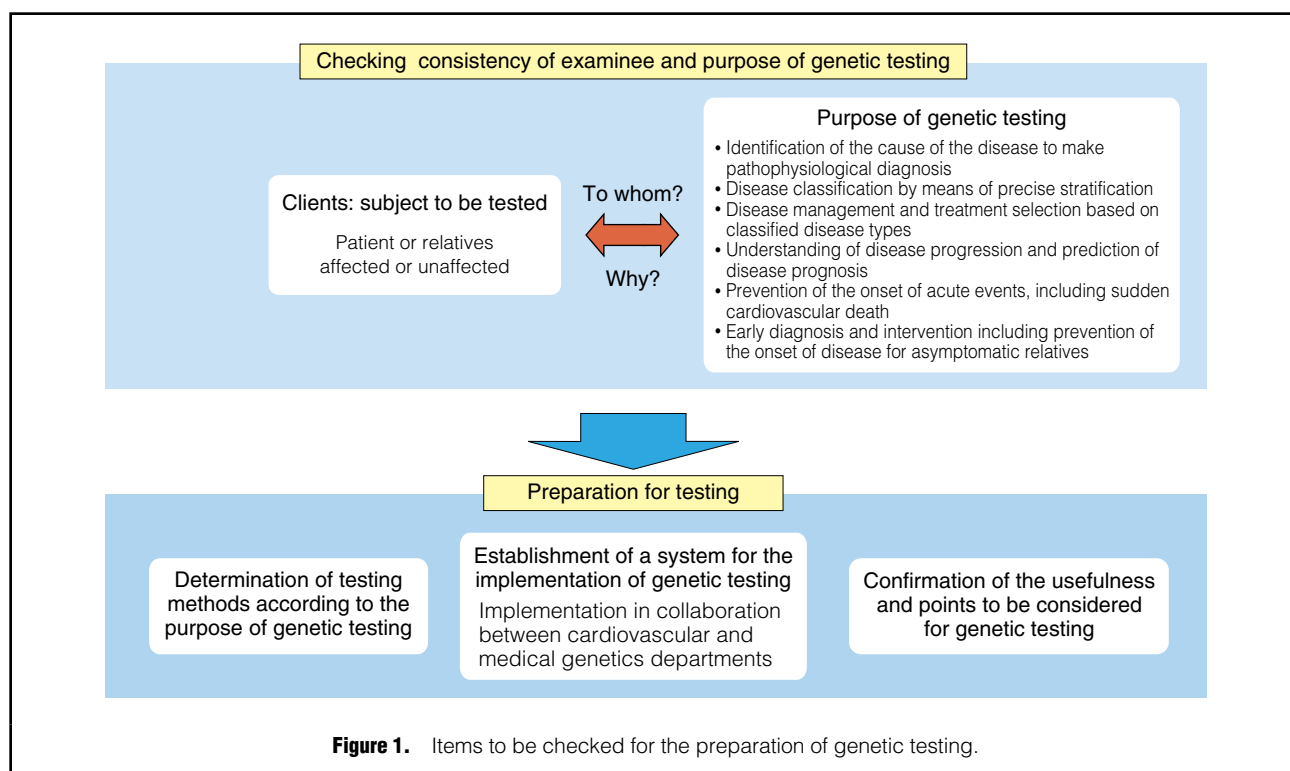 Checking consistency of examinee and purpose of genetic testing
Clients: subject to be tested
Patient or relatives
affected or unaffected
To whom?
Why?
Purpose of genetic testing
• Identification of the cause of the disease to make
pathophysiological diagnosis
• Disease classification by means of precise stratification
• Disease management and treatment selection based on
classified disease types
• Understanding of disease progression and prediction of
disease prognosis
• Prevention of the onset of acute events, including sudden
cardiovascular death
• Early diagnosis and intervention including prevention of
the onset of disease for asymptomatic relatives
Preparation for testing
Determination of testing
methods according to the
purpose of genetic testing
Establishment of a system for the
implementation of genetic testing
Implementation in collaboration
between cardiovascular and
medical genetics departments
Confirmation of the usefulness
and points to be considered
for genetic testing
Figure 1. Items to be checked for the preparation of genetic testing.